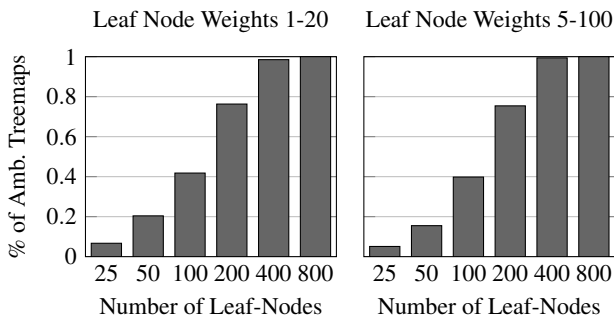 Leaf Node Weights 1-20
Leaf Node Weights 5-100
% of Amb. Treemaps
1
0.8
0.6
0.4
0.2
0
25 50 100 200 400 800
25 50 100 200 400 800
Number of Leaf-Nodes
Number of Leaf-Nodes